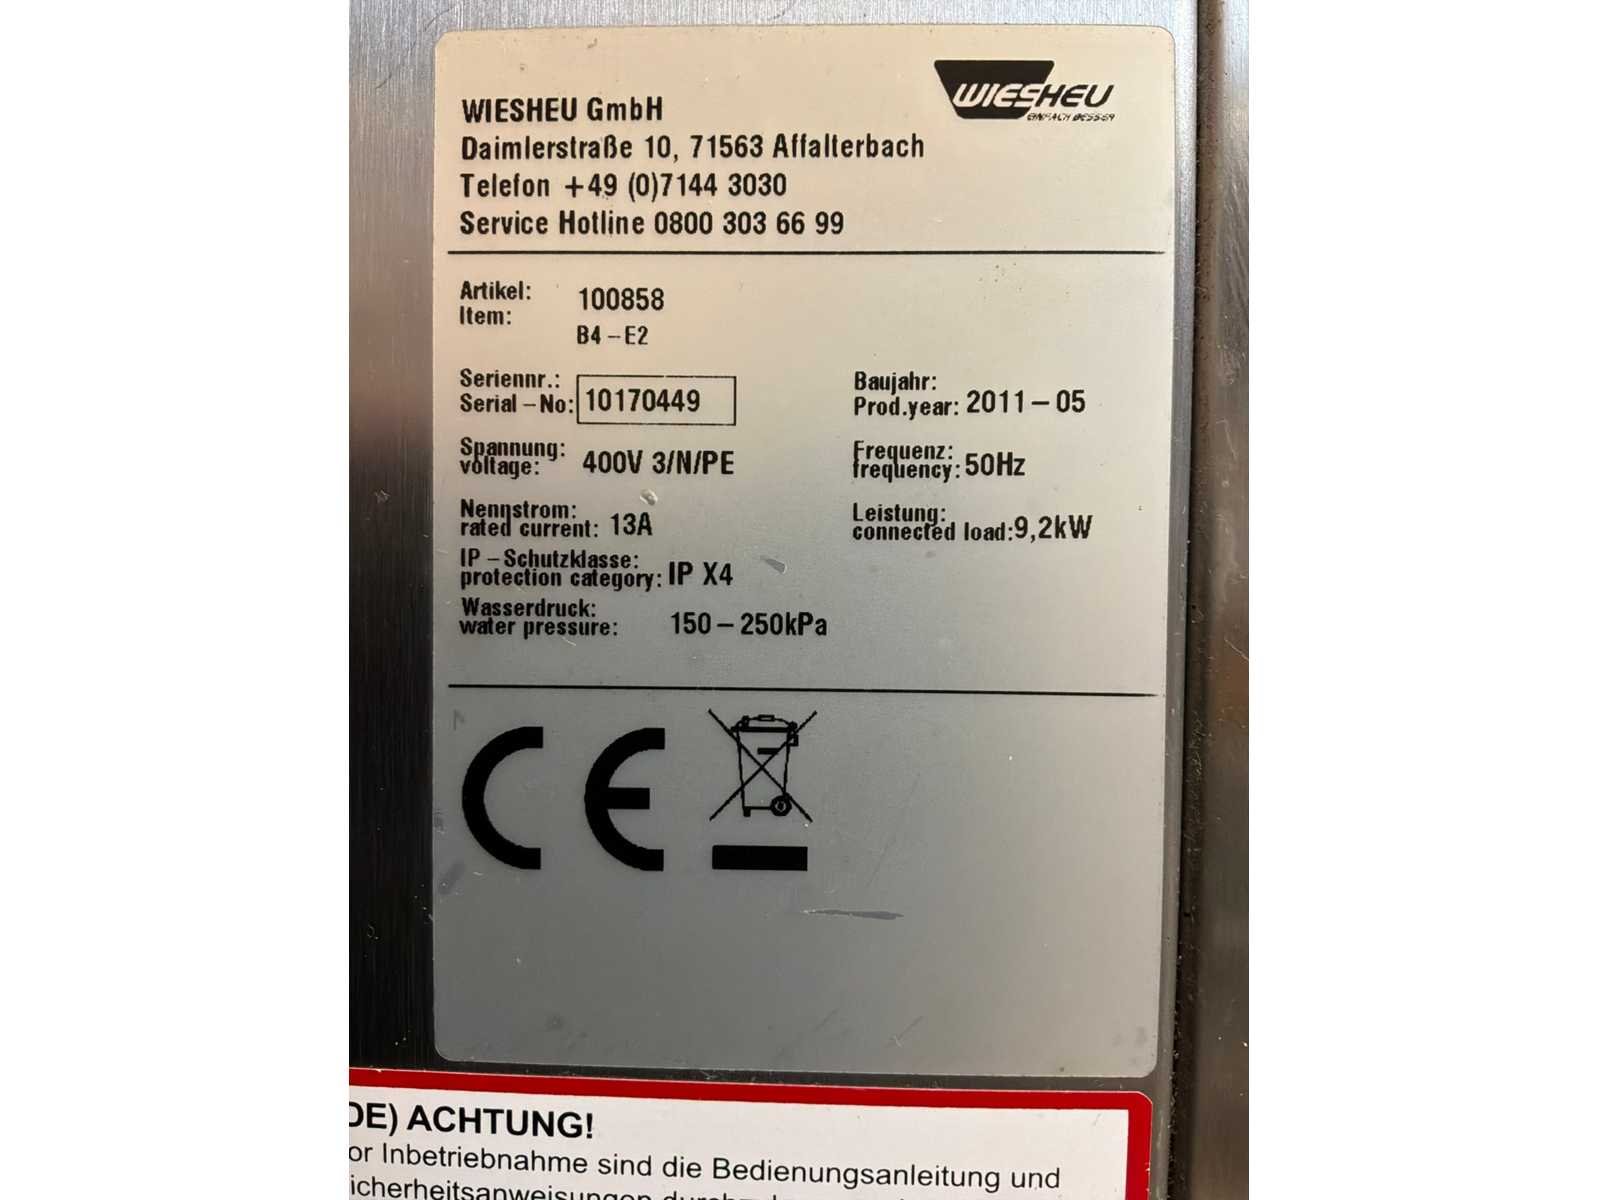 WIESHEU
EINFACH BESSER
WIESHEU GmbH
Daimlerstraße 10, 71563 Affalterbach
Telefon +49 (0)7144 3030
Service Hotline 0800 303 66 99
Artikel: 100858
Item:
B4-E2
Seriennr.:
Serial-No: 10170449
Baujahr:
Prod.year: 2011-05
Spannung:
voltage: 400V 3/N/PE
Frequenz:
frequency: 50Hz
Nennstrom:
rated current: 13A
Leistung:
connected load: 9,2kW
IP-Schutzklasse:
protection category: IP X4
Wasserdruck:
water pressure: 150-250kPa
CE
DE) ACHTUNG!
or Inbetriebnahme sind die Bedienungsanleitung und
icherheitsanweisungen